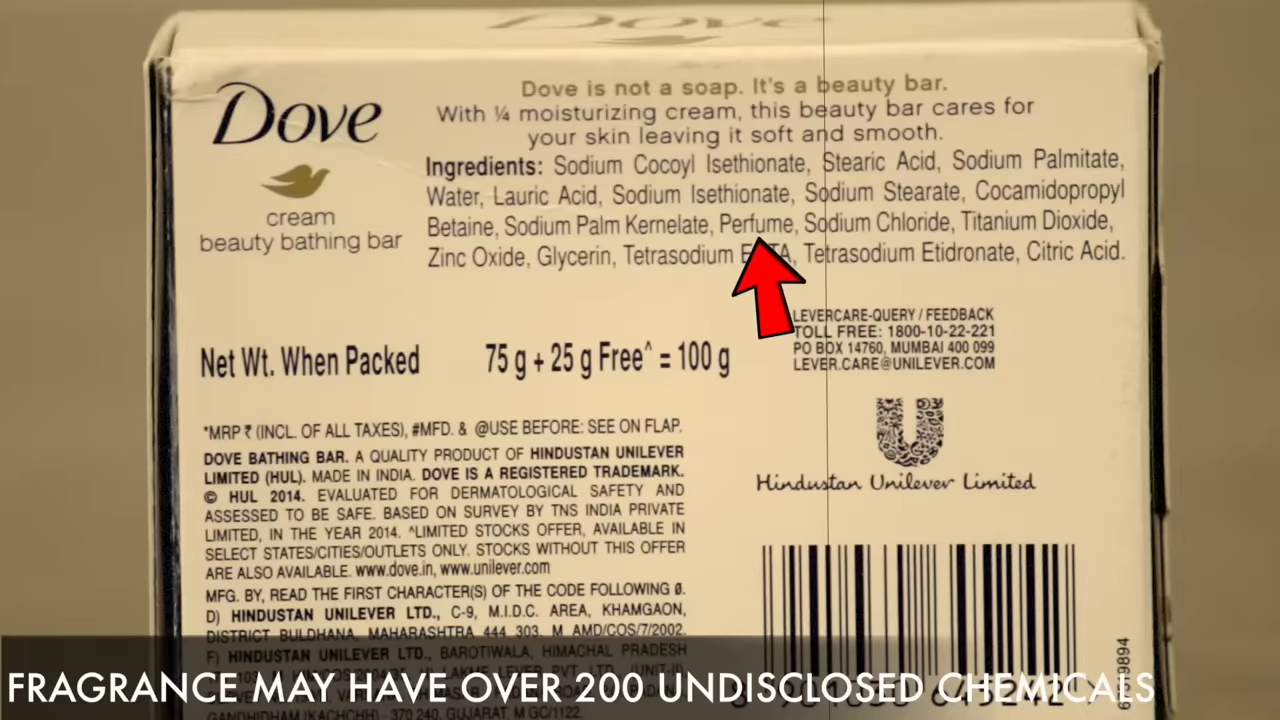 Dove
Dove
cream
beauty bathing bar
Dove is not a soap. It's a beauty bar.
With ¼ moisturizing cream, this beauty bar cares for
your skin leaving it soft and smooth.
Ingredients: Sodium Cocoyl Isethionate, Stearic Acid, Sodium Palmitate,
Water, Lauric Acid, Sodium Isethionate, Sodium Stearate, Cocamidopropyl
Betaine, Sodium Palm Kernelate, Perfume, Sodium Chloride, Titanium Dioxide,
Zinc Oxide, Glycerin, Tetrasodium Tetrasodium Etidronate, Citric Acid.
LEVERCARE-QUERY / FEEDBACK
TOLL FREE: 1800-10-22-221
PO BOX 14760, MUMBAI 400 099
LEVER.CARE@UNILEVER.COM
Net Wt. When Packed 75 g + 25 g Free^ = 100 g
Hindustan Unilever Limited
*MRP ₹ (INCL. OF ALL TAXES), #MFD. & @USE BEFORE: SEE ON FLAP.
DOVE BATHING BAR. A QUALITY PRODUCT OF HINDUSTAN UNILEVER
LIMITED (HUL). MADE IN INDIA. DOVE IS A REGISTERED TRADEMARK.
© HUL 2014. EVALUATED FOR DERMATOLOGICAL SAFETY AND
ASSESSED TO BE SAFE. BASED ON SURVEY BY TNS INDIA PRIVATE
LIMITED, IN THE YEAR 2014. ^LIMITED STOCKS OFFER, AVAILABLE IN
SELECT STATES/CITIES/OUTLETS ONLY. STOCKS WITHOUT THIS OFFER
ARE ALSO AVAILABLE. www.dove.in, www.unilever.com
MFG. BY, READ THE FIRST CHARACTER(S) OF THE CODE FOLLOWING Ø.
D) HINDUSTAN UNILEVER LTD., C-9, M.I.D.C. AREA, KHAMGAON,
DISTRICT BULDHANA, MAHARASHTRA 444 303. M AMD/COS/7/2002.
F) HINDUSTAN UNILEVER LTD., BAROTIWALA, HIMACHAL PRADESH
GANDHIDHAM (KACHCHH) - 370 240, GUJARAT. M GC/1122.
FRAGRANCE MAY HAVE OVER 200 UNDISCLOSED CHEMICALS